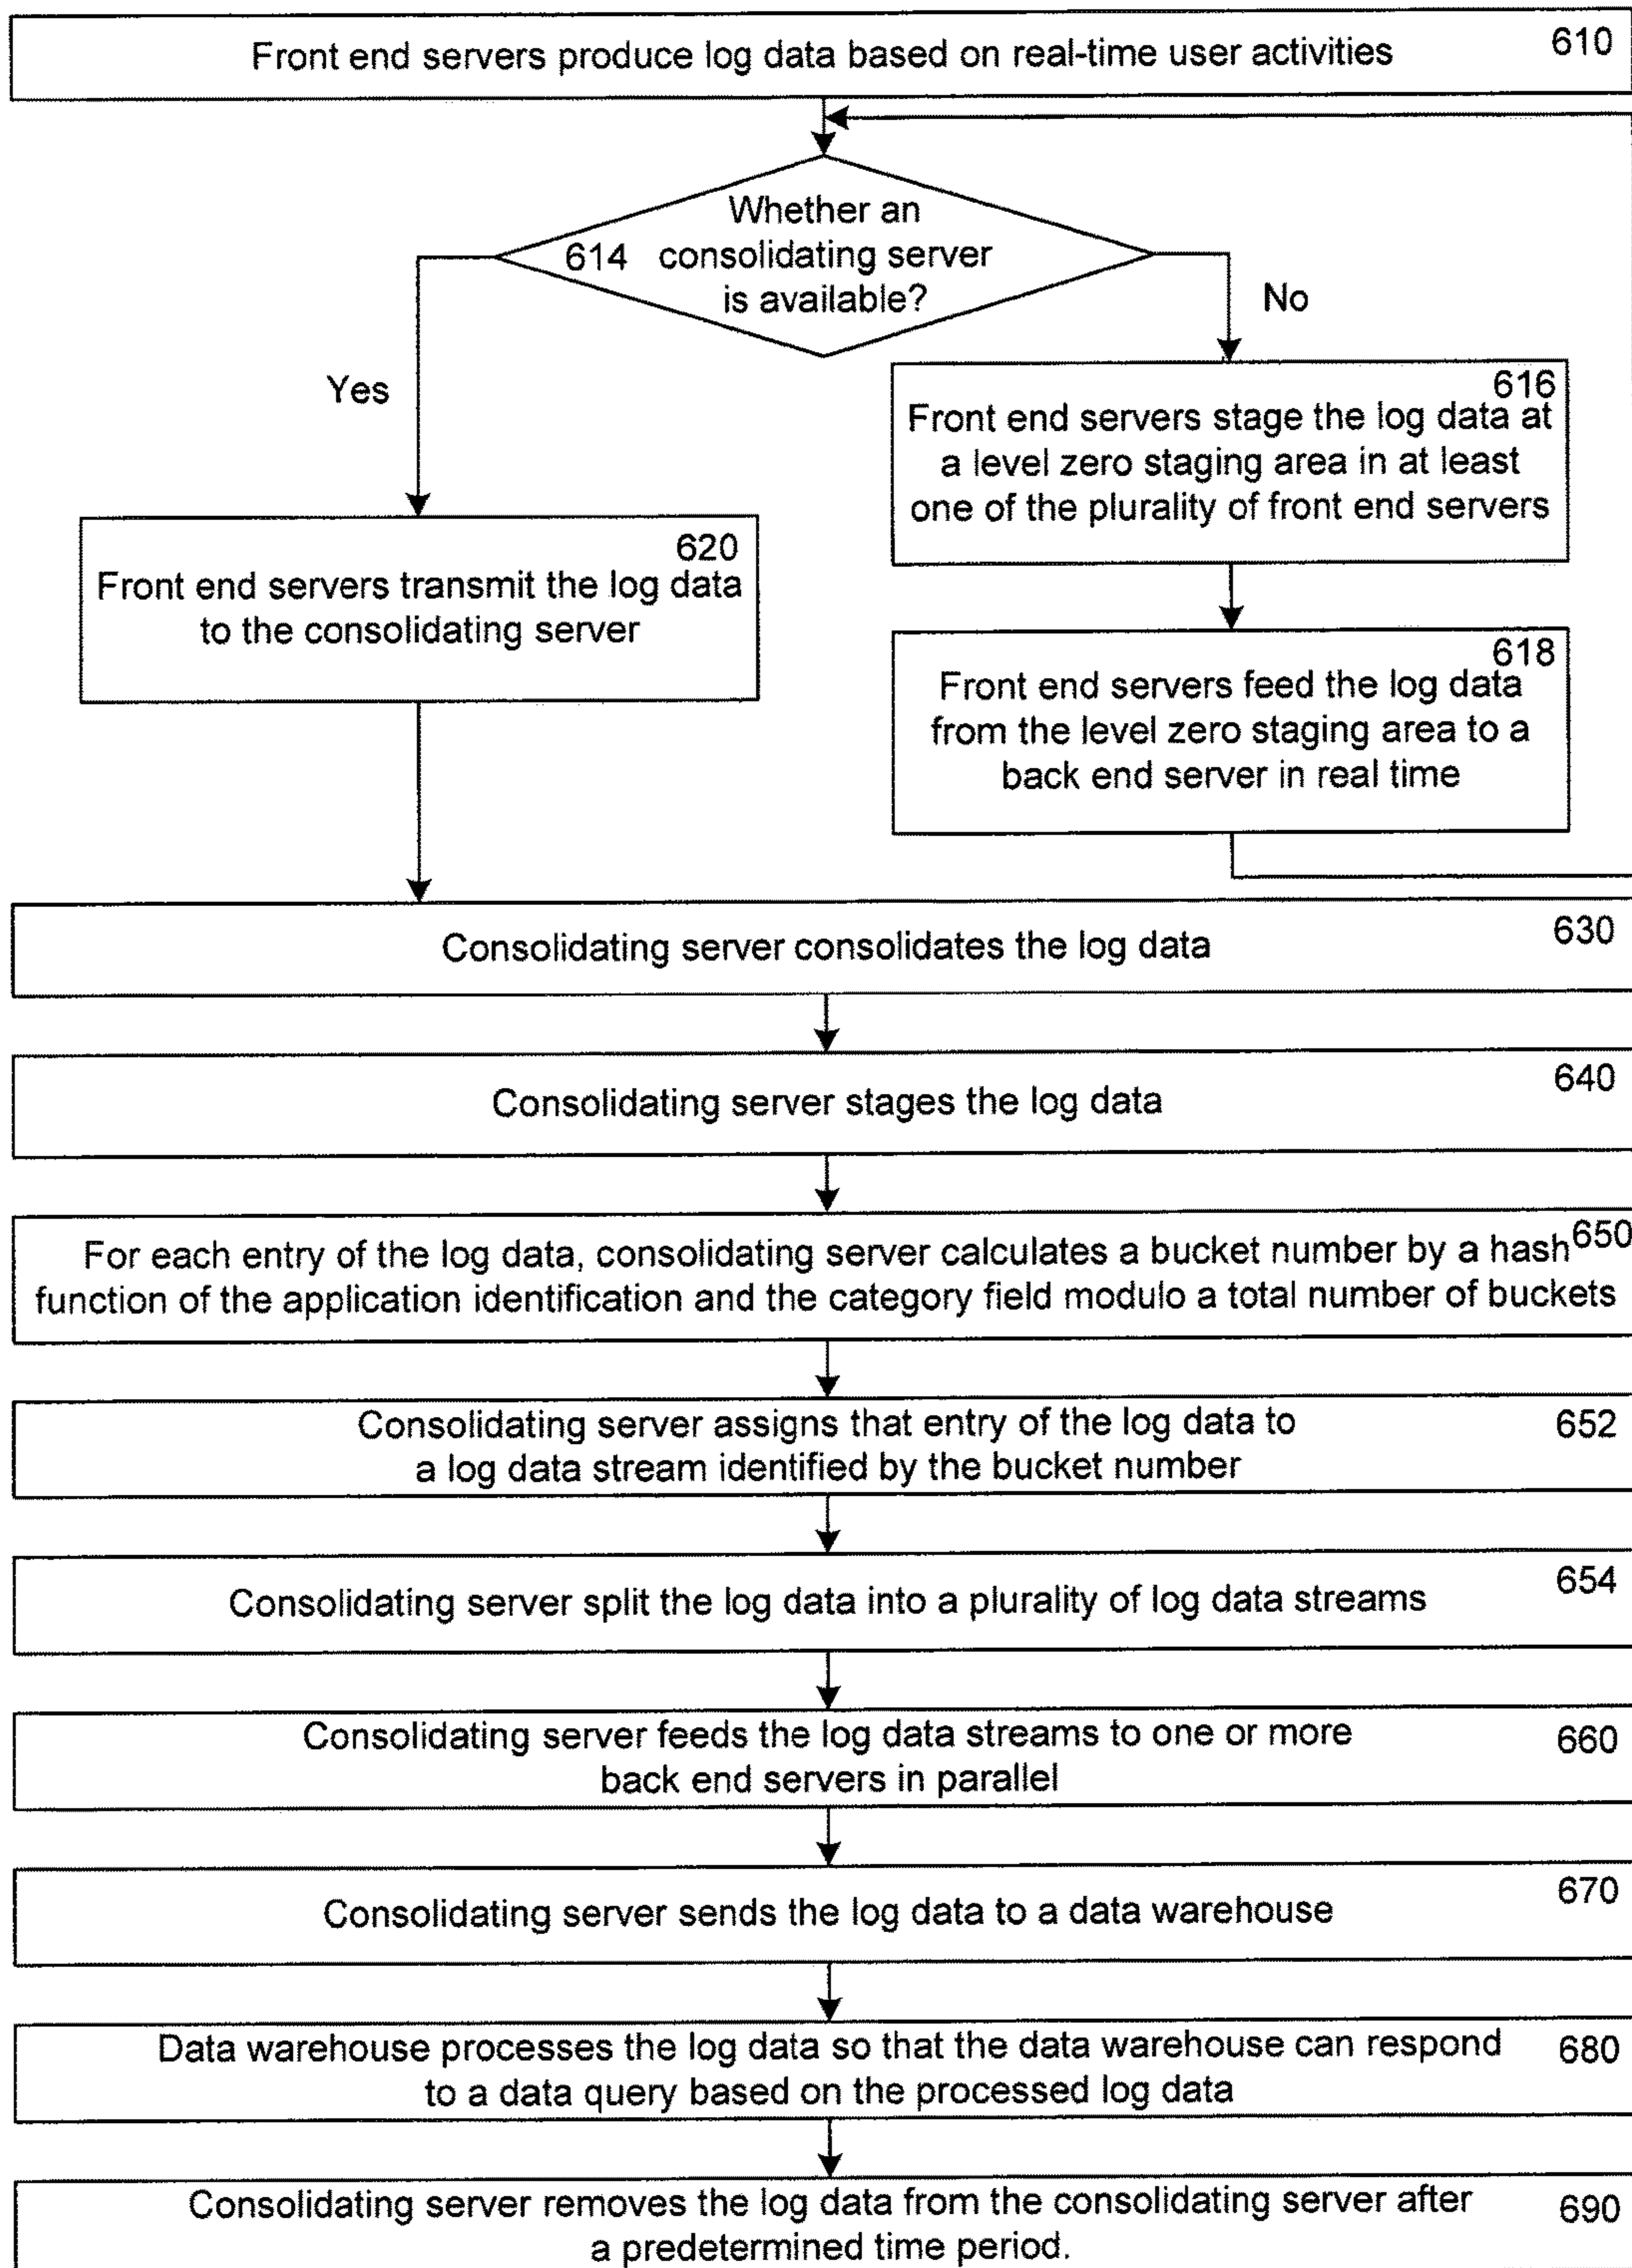 Front end servers produce log data based on real-time user activities 610
Whether an
614 consolidating server
is available?
No
Yes
616
Front end servers stage the log data at
a level zero staging area in at least
one of the plurality of front end servers
620
Front end servers transmit the log data
to the consolidating server
618
Front end servers feed the log data
from the level zero staging area to a
back end server in real time
Consolidating server consolidates the log data 630
Consolidating server stages the log data 640
For each entry of the log data, consolidating server calculates a bucket number by a hash 650
function of the application identification and the category field modulo a total number of buckets
Consolidating server assigns that entry of the log data to 652
a log data stream identified by the bucket number
Consolidating server split the log data into a plurality of log data streams 654
Consolidating server feeds the log data streams to one or more 660
back end servers in parallel
Consolidating server sends the log data to a data warehouse 670
Data warehouse processes the log data so that the data warehouse can respond 680
to a data query based on the processed log data
Consolidating server removes the log data from the consolidating server after 690
a predetermined time period.